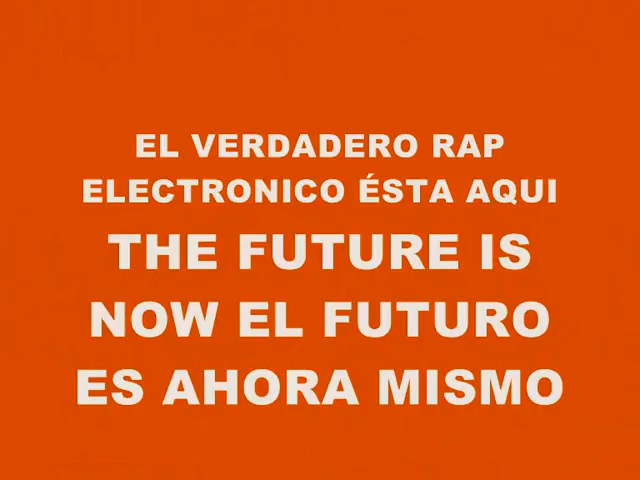 EL VERDADERO RAP
ELECTRONICO ÉSTA AQUI
THE FUTURE IS
NOW EL FUTURO
ES AHORA MISMO